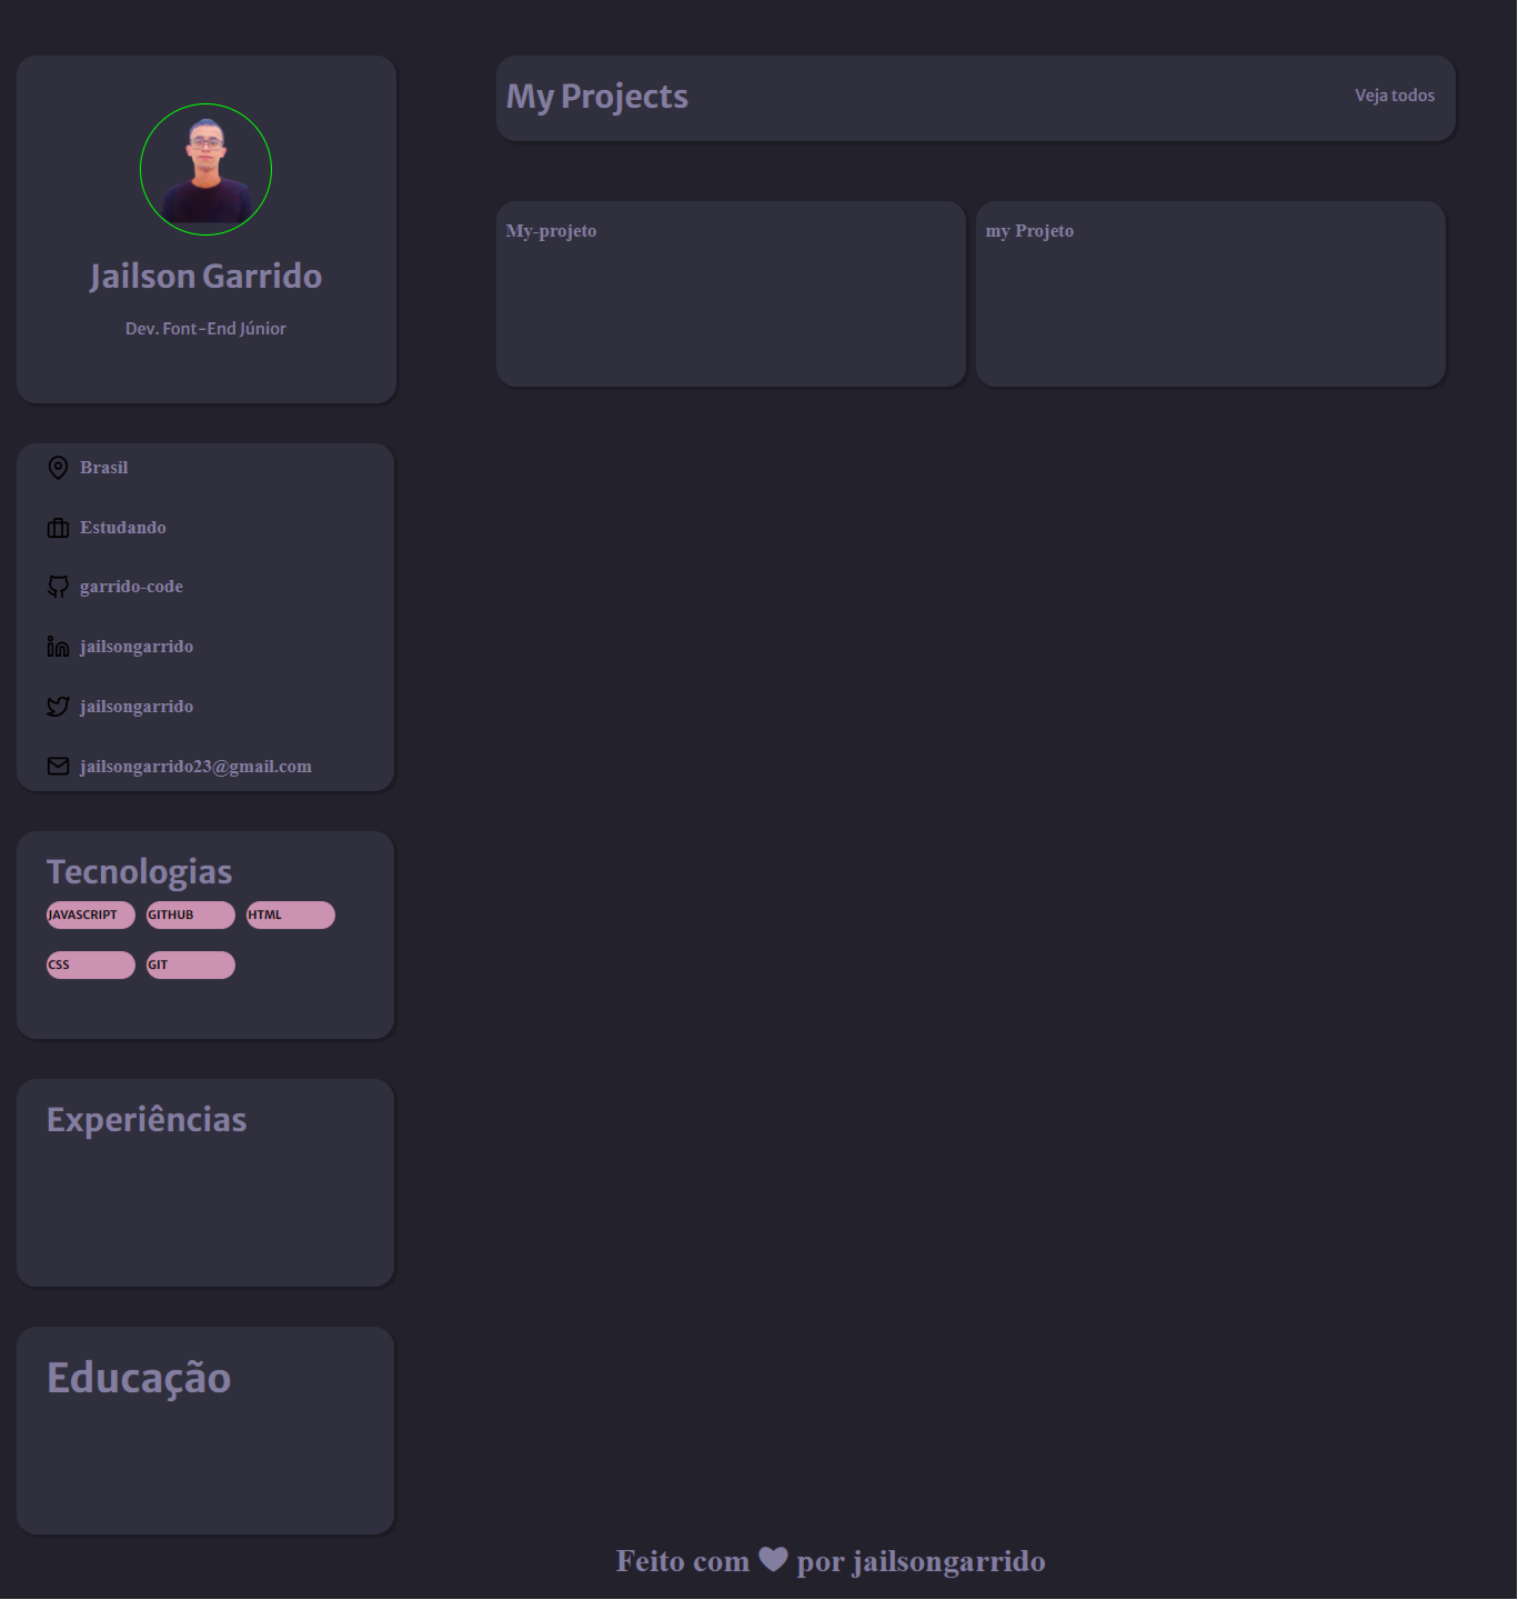 Jailson Garrido
Dev. Font-End Júnior
Brasil
Estudando
garrido-code
jailsongarrido
jailsongarrido
jailsongarrido23@gmail.com
Tecnologias
JAVASCRIPT GITHUB HTML
CSS GIT
Experiências
Educação
My Projects Veja todos
My-projeto my Projeto
Feito com ♥ por jailsongarrido